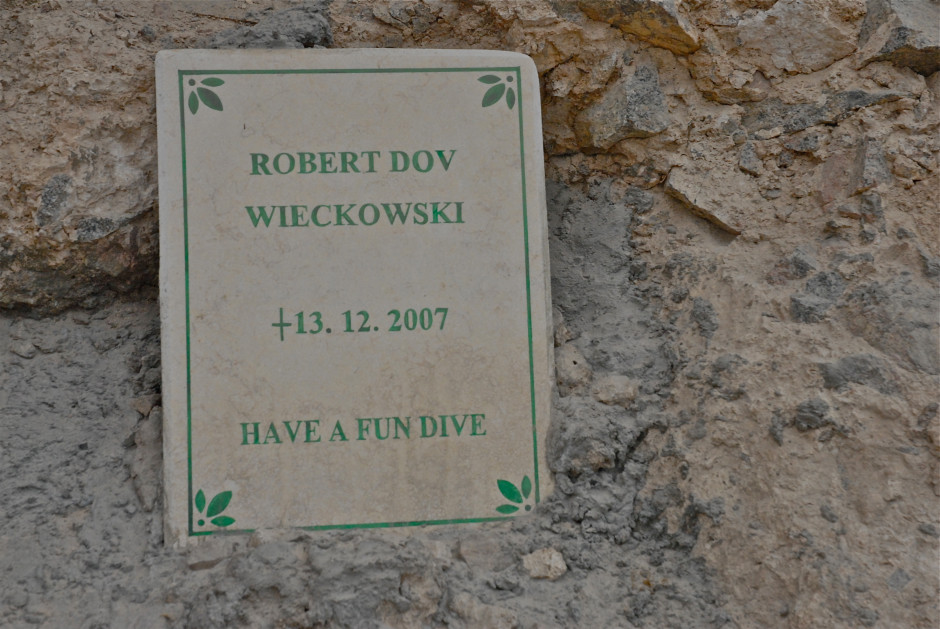 ROBERT DOV
WIECKOWSKI
†13. 12. 2007
HAVE A FUN DIVE